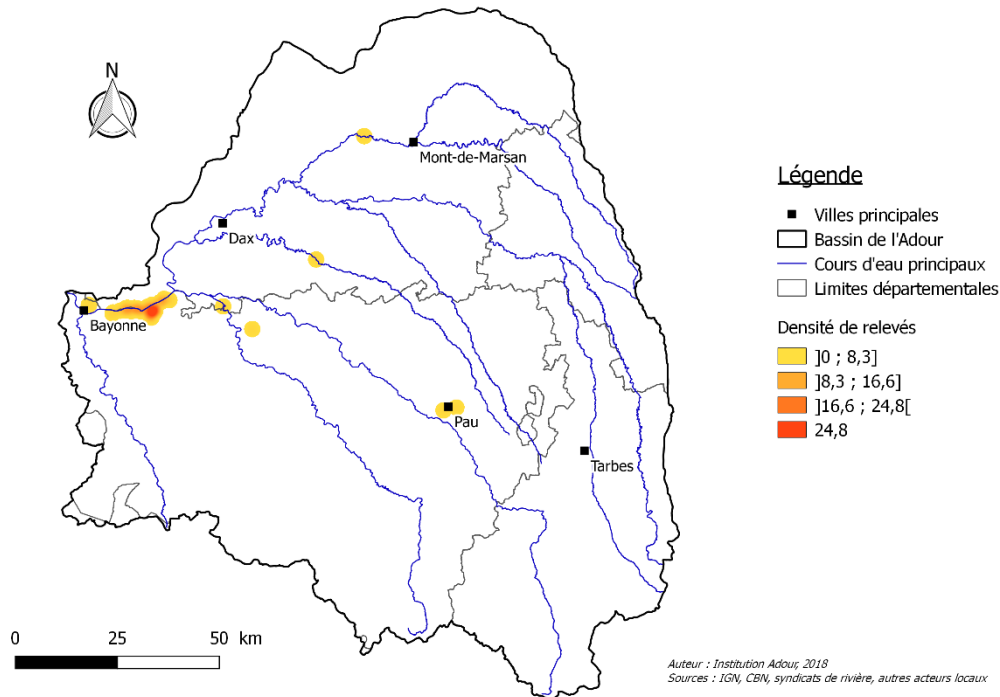 N
Mont-de-Marsan
Dax
Bayonne
Pau
Tarbes
Légende
Villes principales
Bassin de l'Adour
Cours d'eau principaux
Limites départementales
Densité de relevés
]0 ; 8,3]
]8,3 ; 16,6]
]16,6 ; 24,8[
24,8
0 25 50 km
Auteur : Institution Adour, 2018
Sources : IGN, CBN, syndicats de rivière, autres acteurs locaux